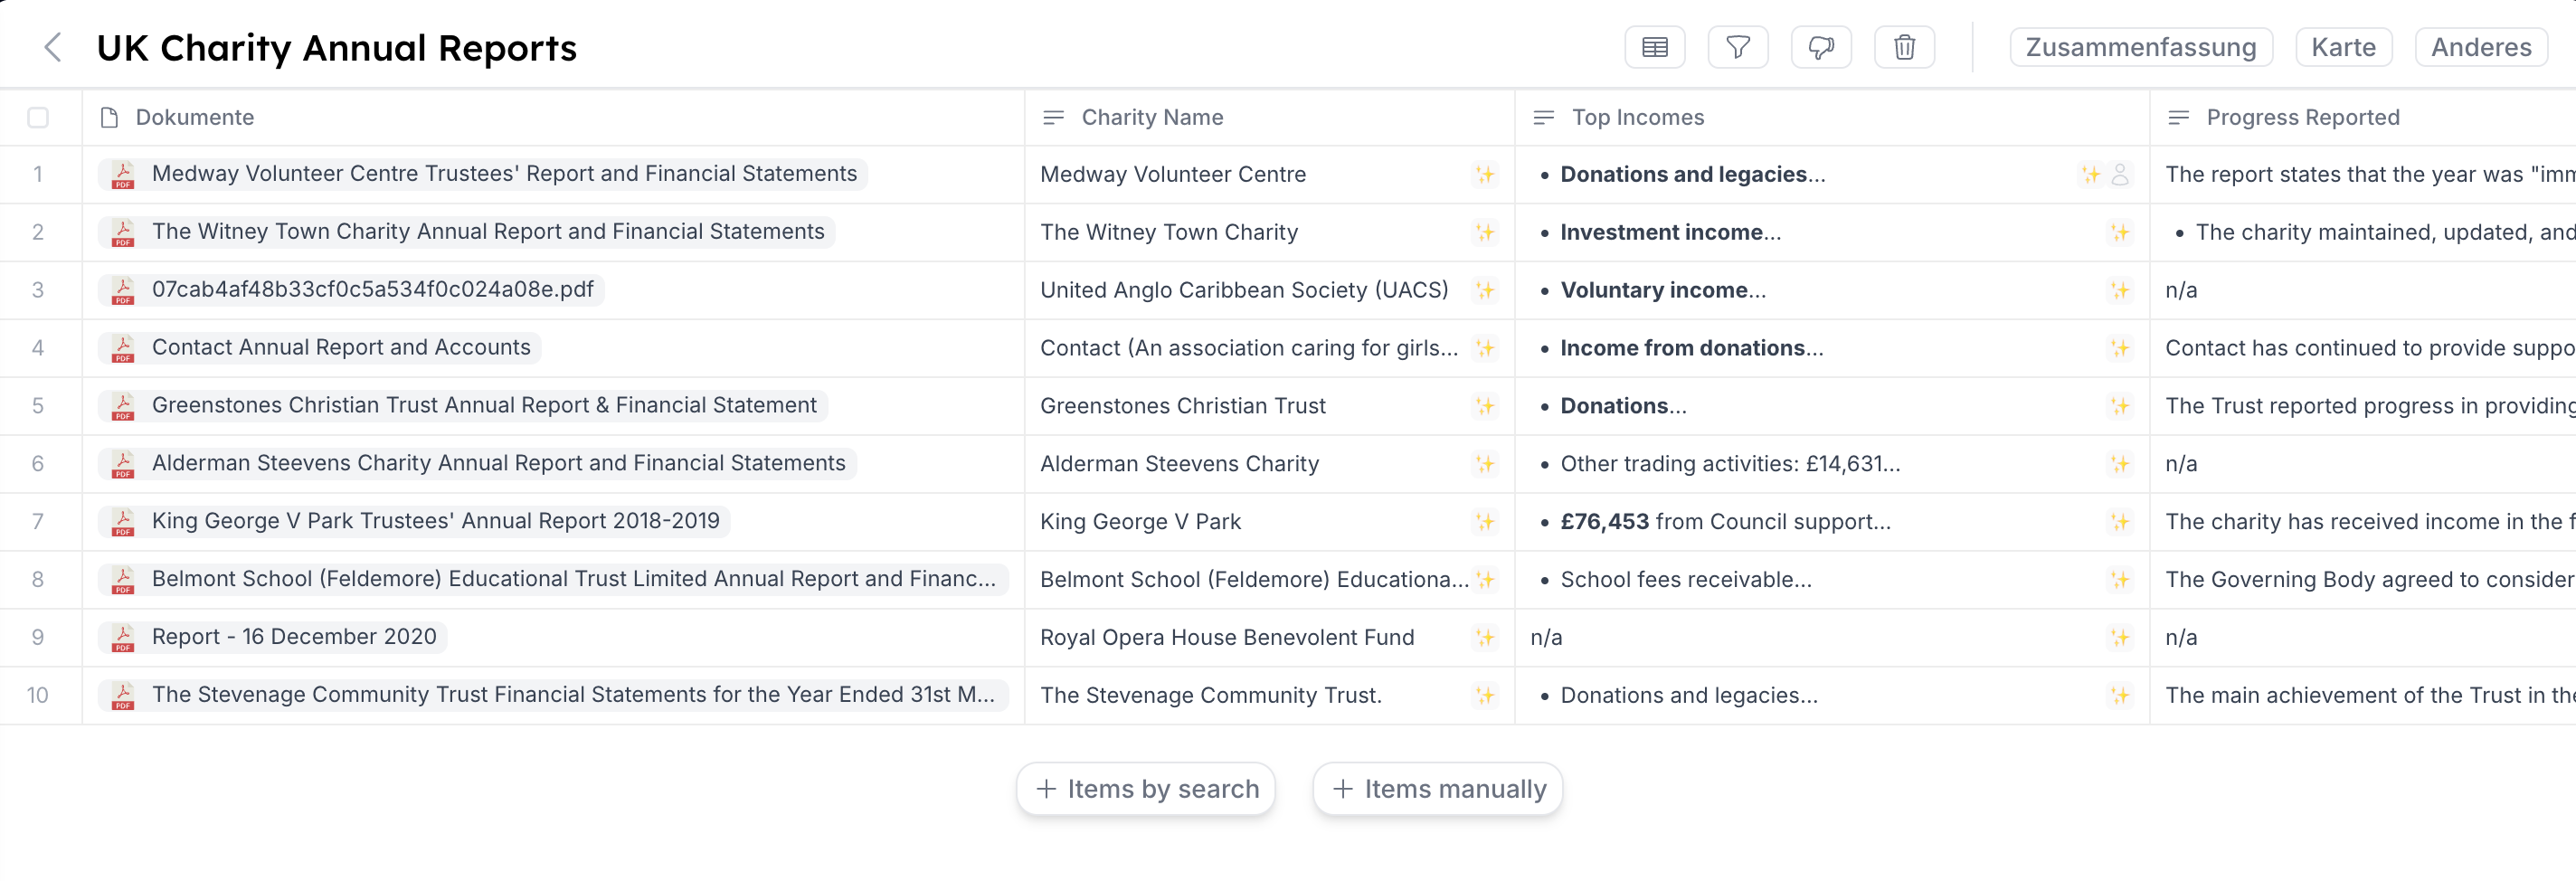 UK Charity Annual Reports
Zusammenfassung Karte Anderes
Dokumente Charity Name Top Incomes Progress Reported
1 PDF Medway Volunteer Centre Trustees' Report and Financial Statements Medway Volunteer Centre • Donations and legacies... The report states that the year was "imm
2 PDF The Witney Town Charity Annual Report and Financial Statements The Witney Town Charity • Investment income... • The charity maintained, updated, and
3 PDF 07cab4af48b33cf0c5a534f0c024a08e.pdf United Anglo Caribbean Society (UACS) • Voluntary income... n/a
4 PDF Contact Annual Report and Accounts Contact (An association caring for girls... • Income from donations... Contact has continued to provide suppo
5 PDF Greenstones Christian Trust Annual Report & Financial Statement Greenstones Christian Trust • Donations... The Trust reported progress in providing
6 PDF Alderman Steevens Charity Annual Report and Financial Statements Alderman Steevens Charity • Other trading activities: £14,631... n/a
7 PDF King George V Park Trustees' Annual Report 2018-2019 King George V Park • £76,453 from Council support... The charity has received income in the f
8 PDF Belmont School (Feldemore) Educational Trust Limited Annual Report and Financ... Belmont School (Feldemore) Educationa... • School fees receivable... The Governing Body agreed to consider
9 PDF Report - 16 December 2020 Royal Opera House Benevolent Fund n/a n/a
10 PDF The Stevenage Community Trust Financial Statements for the Year Ended 31st M... The Stevenage Community Trust. • Donations and legacies... The main achievement of the Trust in the
+ Items by search + Items manually